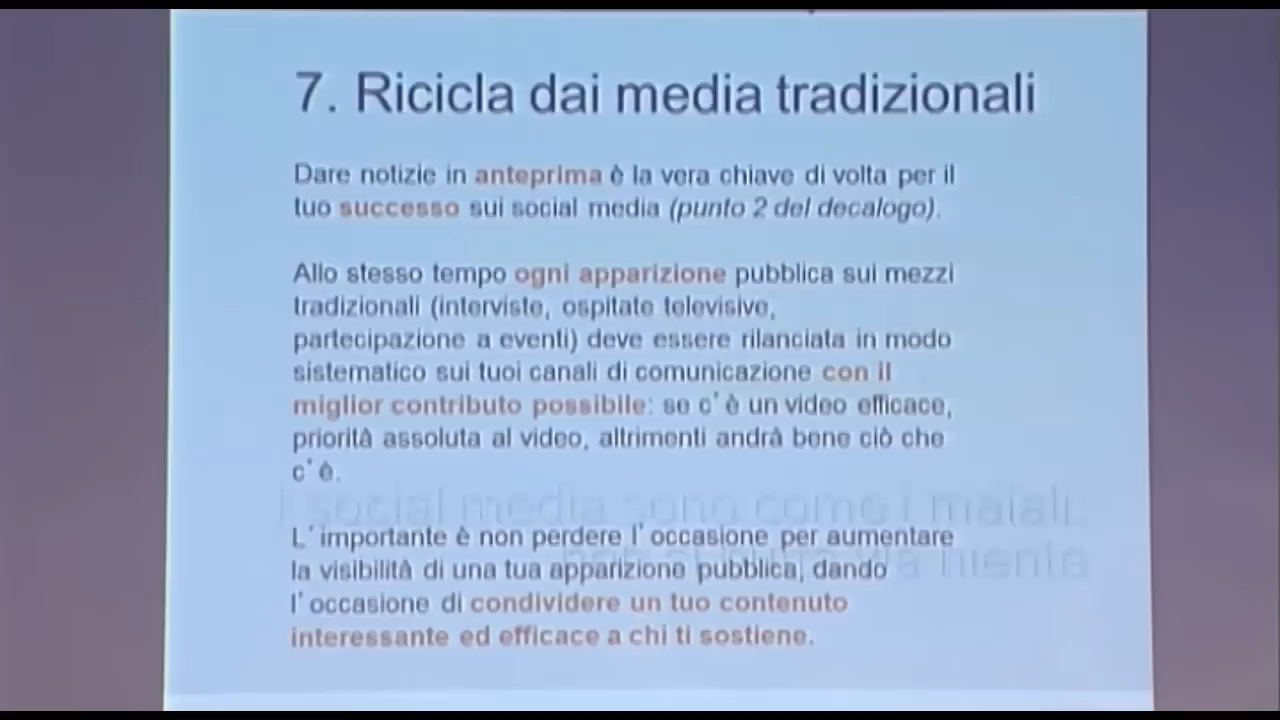 7. Ricicla dai media tradizionali
Dare notizie in anteprima è la vera chiave di volta per il
tuo successo sui social media (punto 2 del decalogo).
Allo stesso tempo ogni apparizione pubblica sui mezzi
tradizionali (interviste, ospitate televisive,
partecipazione a eventi) deve essere rilanciata in modo
sistematico sui tuoi canali di comunicazione con il
miglior contributo possibile: se c'è un video efficace,
priorità assoluta al video, altrimenti andrà bene ciò che
c'è.
i social media sono come i maiali:
L'importante è non perdere l'occasione per aumentare
non si butta via niente
la visibilità di una tua apparizione pubblica, dando
l'occasione di condividere un tuo contenuto
interessante ed efficace a chi ti sostiene.